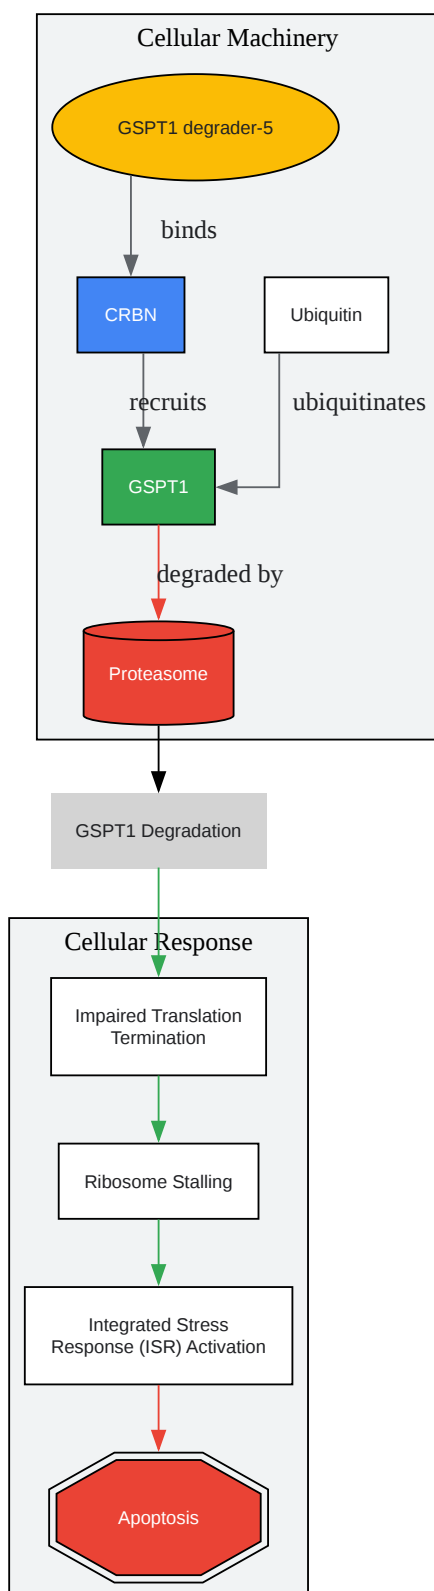 Cellular Machinery
GSPT1 degrader-5
binds
CRBN
Ubiquitin
recruits
ubiquitinates
GSPT1
degraded by
Proteasome
GSPT1 Degradation
Cellular Response
Impaired Translation
Termination
Ribosome Stalling
Integrated Stress
Response (ISR) Activation
Apoptosis